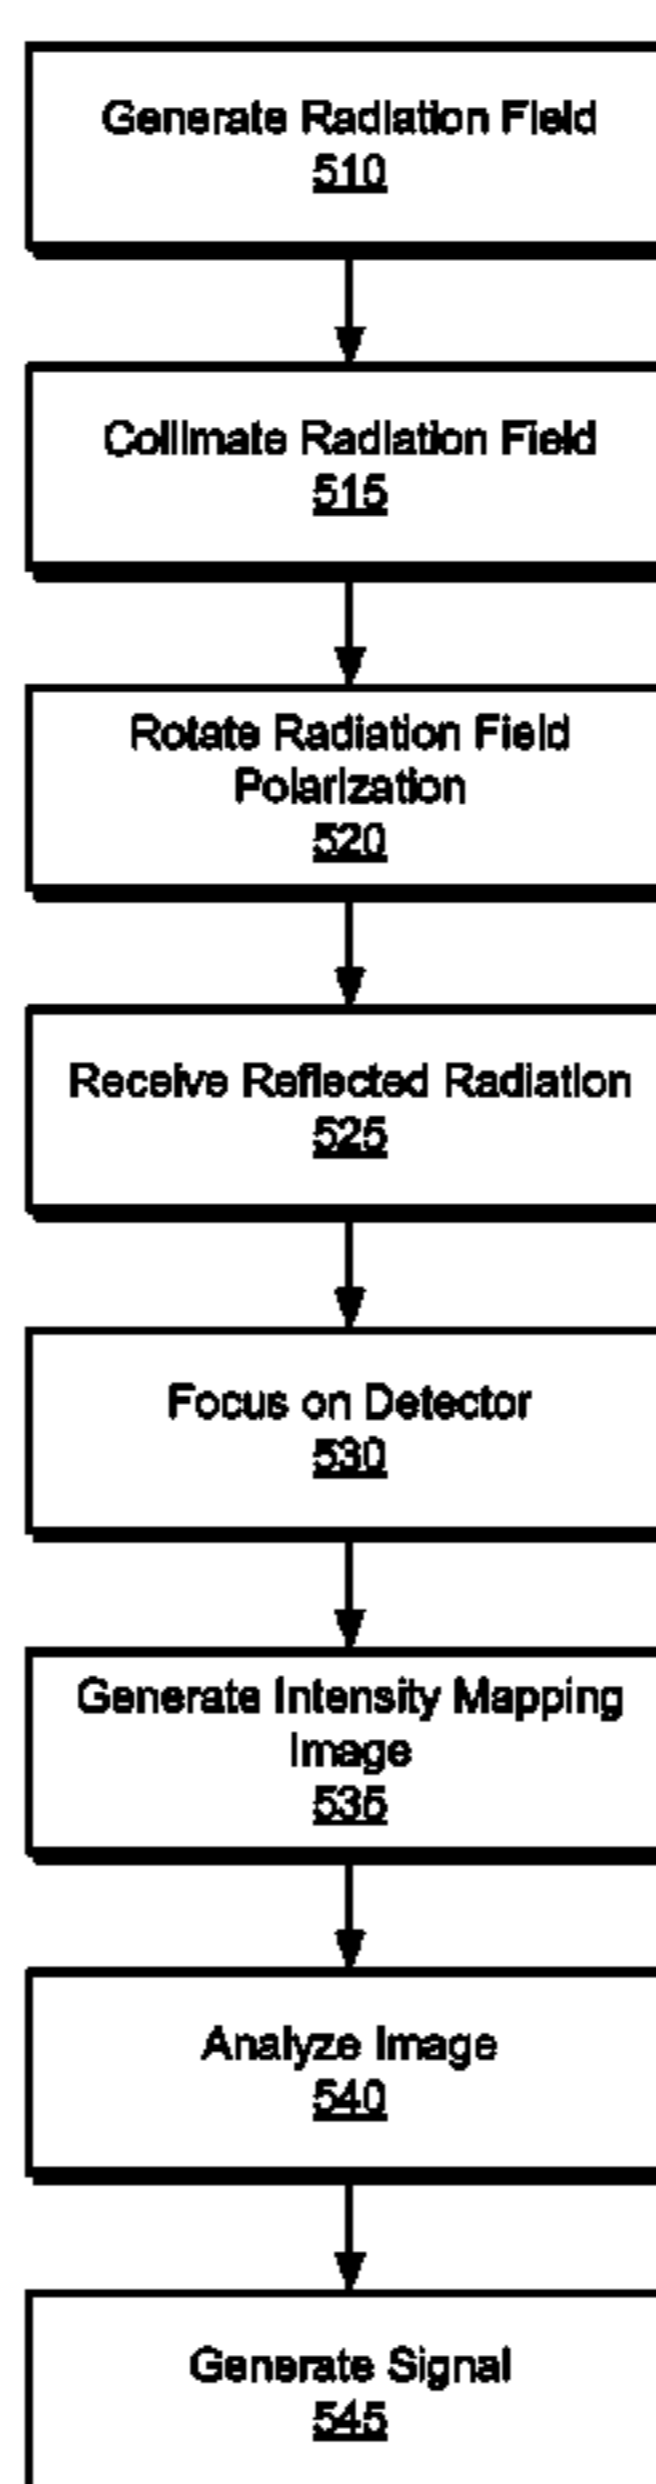 Generate Radiation Field
510
Collimate Radiation Field
515
Rotate Radiation Field
Polarization
520
Receive Reflected Radiation
525
Focus on Detector
530
Generate Intensity Mapping
Image
535
Analyze Image
540
Generate Signal
545